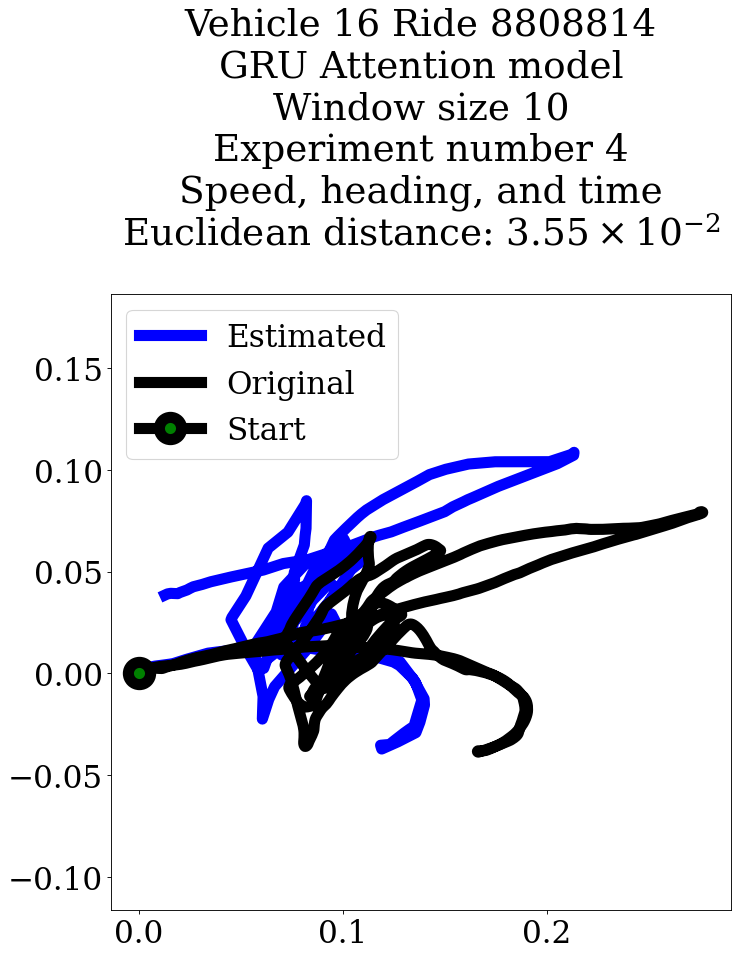 Vehicle 16 Ride 8808814
GRU Attention model
Window size 10
Experiment number 4
Speed, heading, and time
Euclidean distance: 3.55 × 10⁻²
Estimated
Original
Start
0.15
0.10
0.05
0.00
−0.05
−0.10
0.0 0.1 0.2